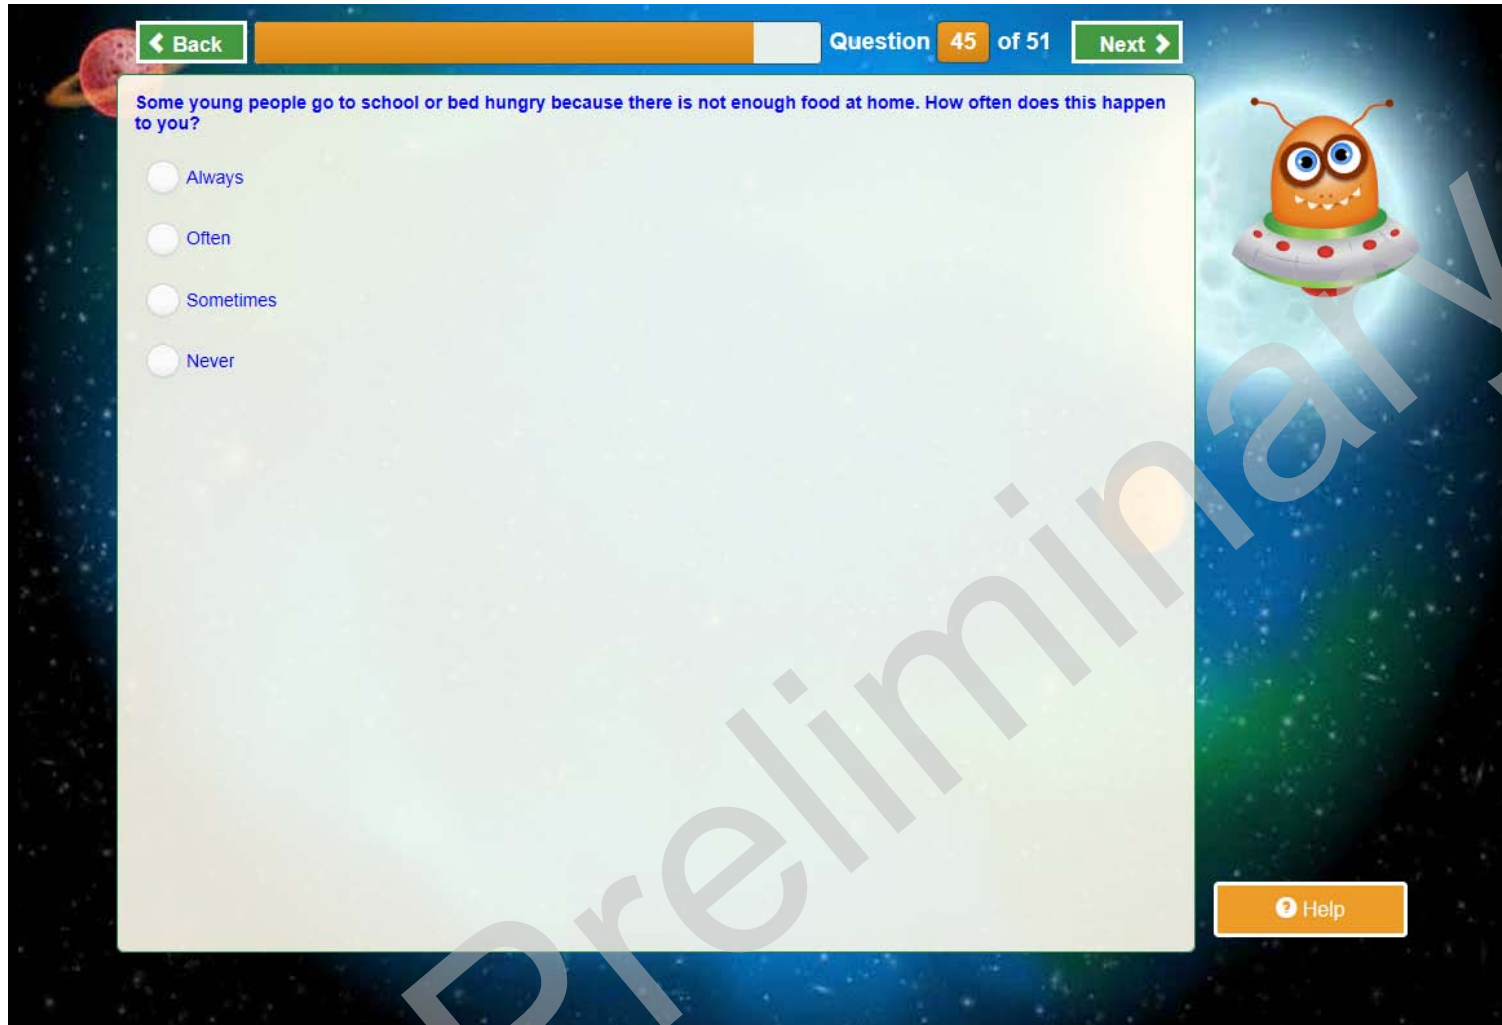 Back
Question 45 of 51
Next
Some young people go to school or bed hungry because there is not enough food at home. How often does this happen
to you?
Always
Often
Sometimes
Never
Help
Preliminary